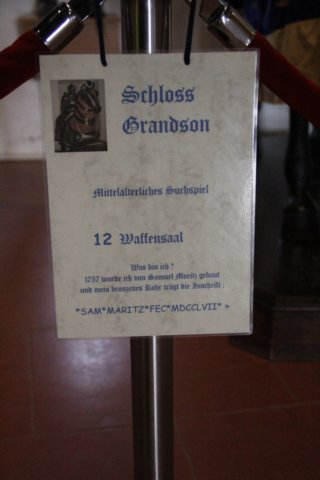 Schloss
Grandson
Mittelalterliches Suchspiel
12 Waffensaal
Was bin ich ?
1757 wurde ich von Samuel Moritz gebaut
und mein bronzenes Rohr trägt die Inschrift :
*SAM*MARITZ*FEC*MDCCLVII* »